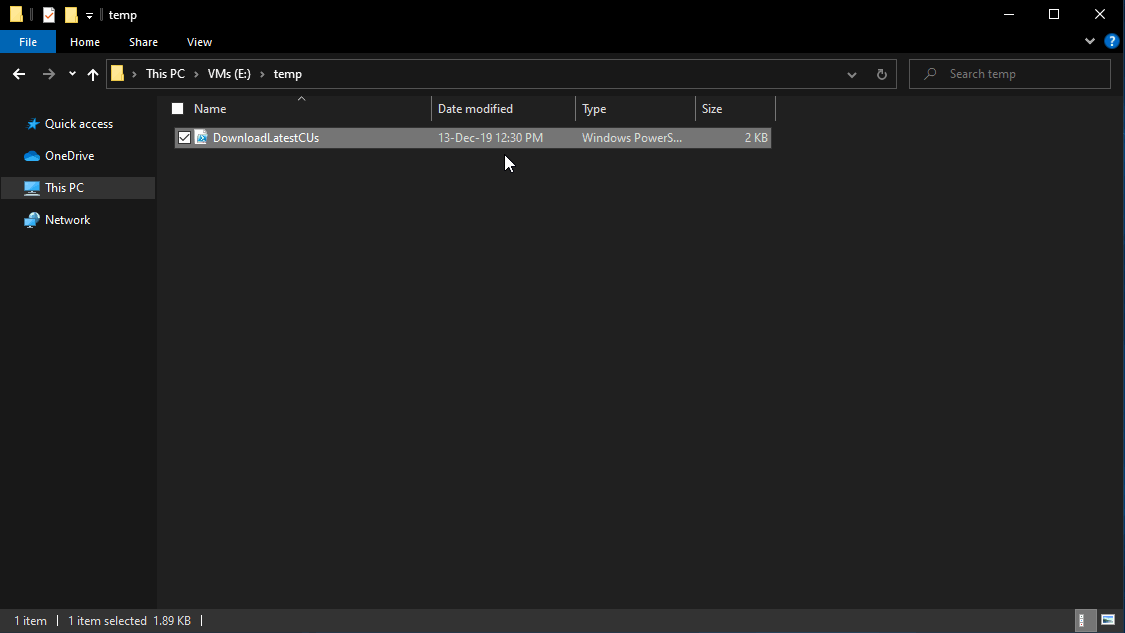 temp
File Home Share View ?
This PC › VMs (E:) › temp
Search temp
Name Date modified Type Size
DownloadLatestCUs 13-Dec-19 12:30 PM Windows PowerS... 2 KB
Quick access
OneDrive
This PC
Network
1 item 1 item selected 1.89 KB